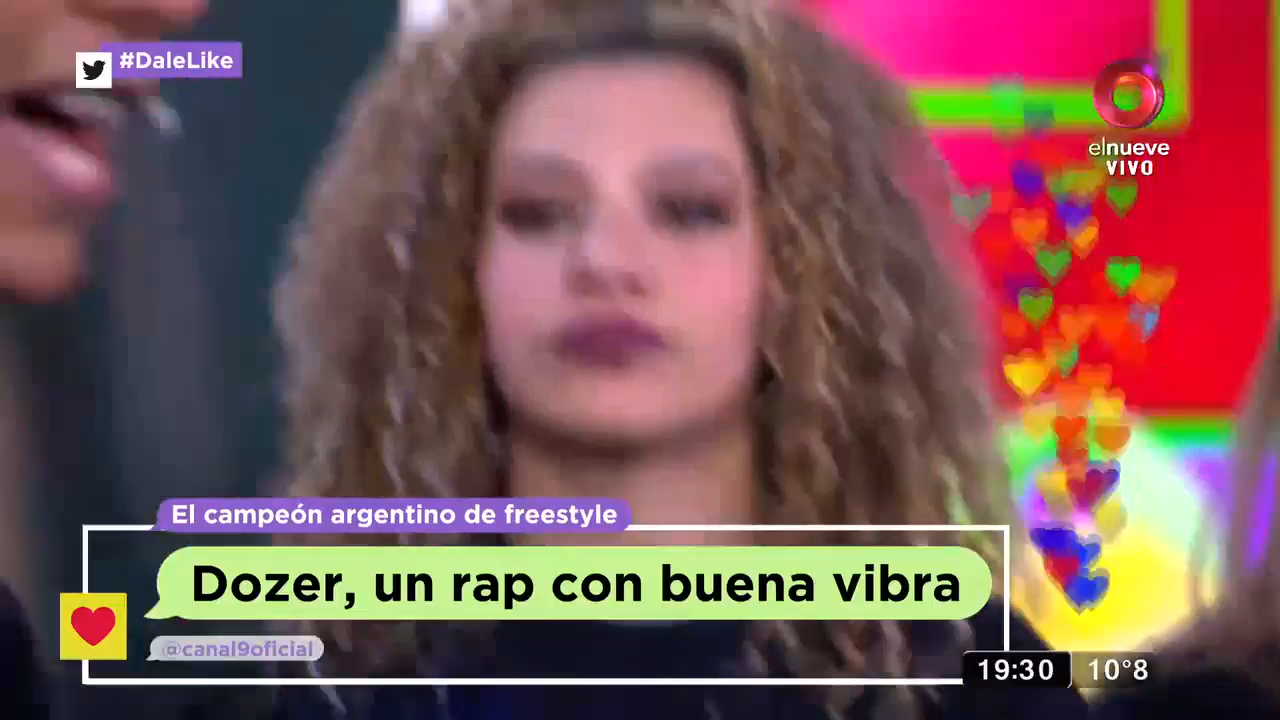 #DaleLike
elnueve
VIVO
El campeón argentino de freestyle
Dozer, un rap con buena vibra
@canal9oficial
19:30 10°8